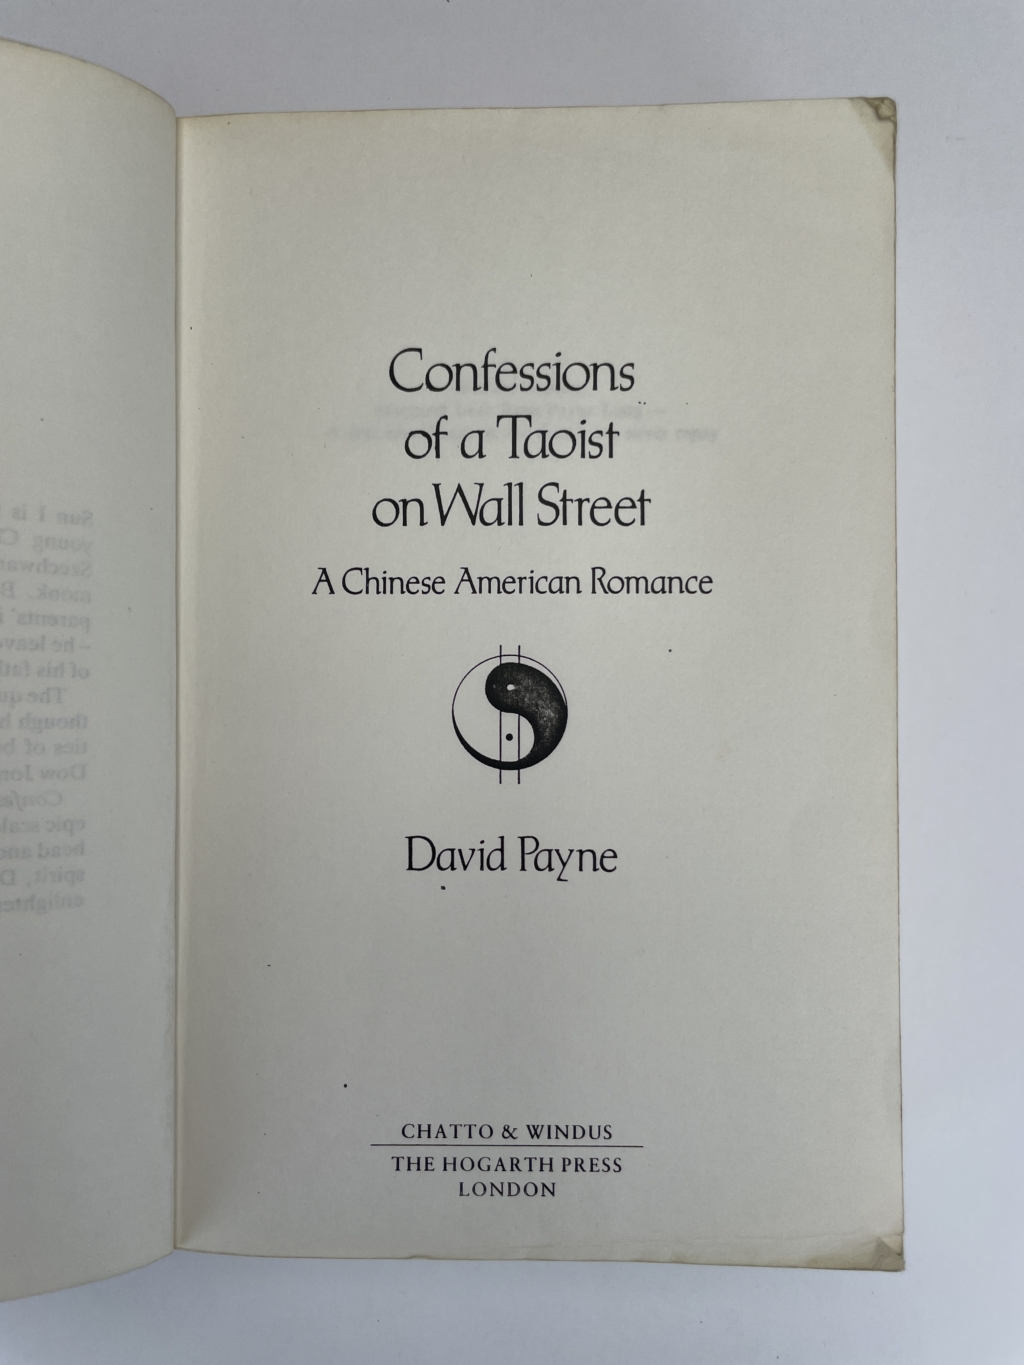 Confessions
of a Taoist
on Wall Street
A Chinese American Romance
David Payne
CHATTO & WINDUS
THE HOGARTH PRESS
LONDON